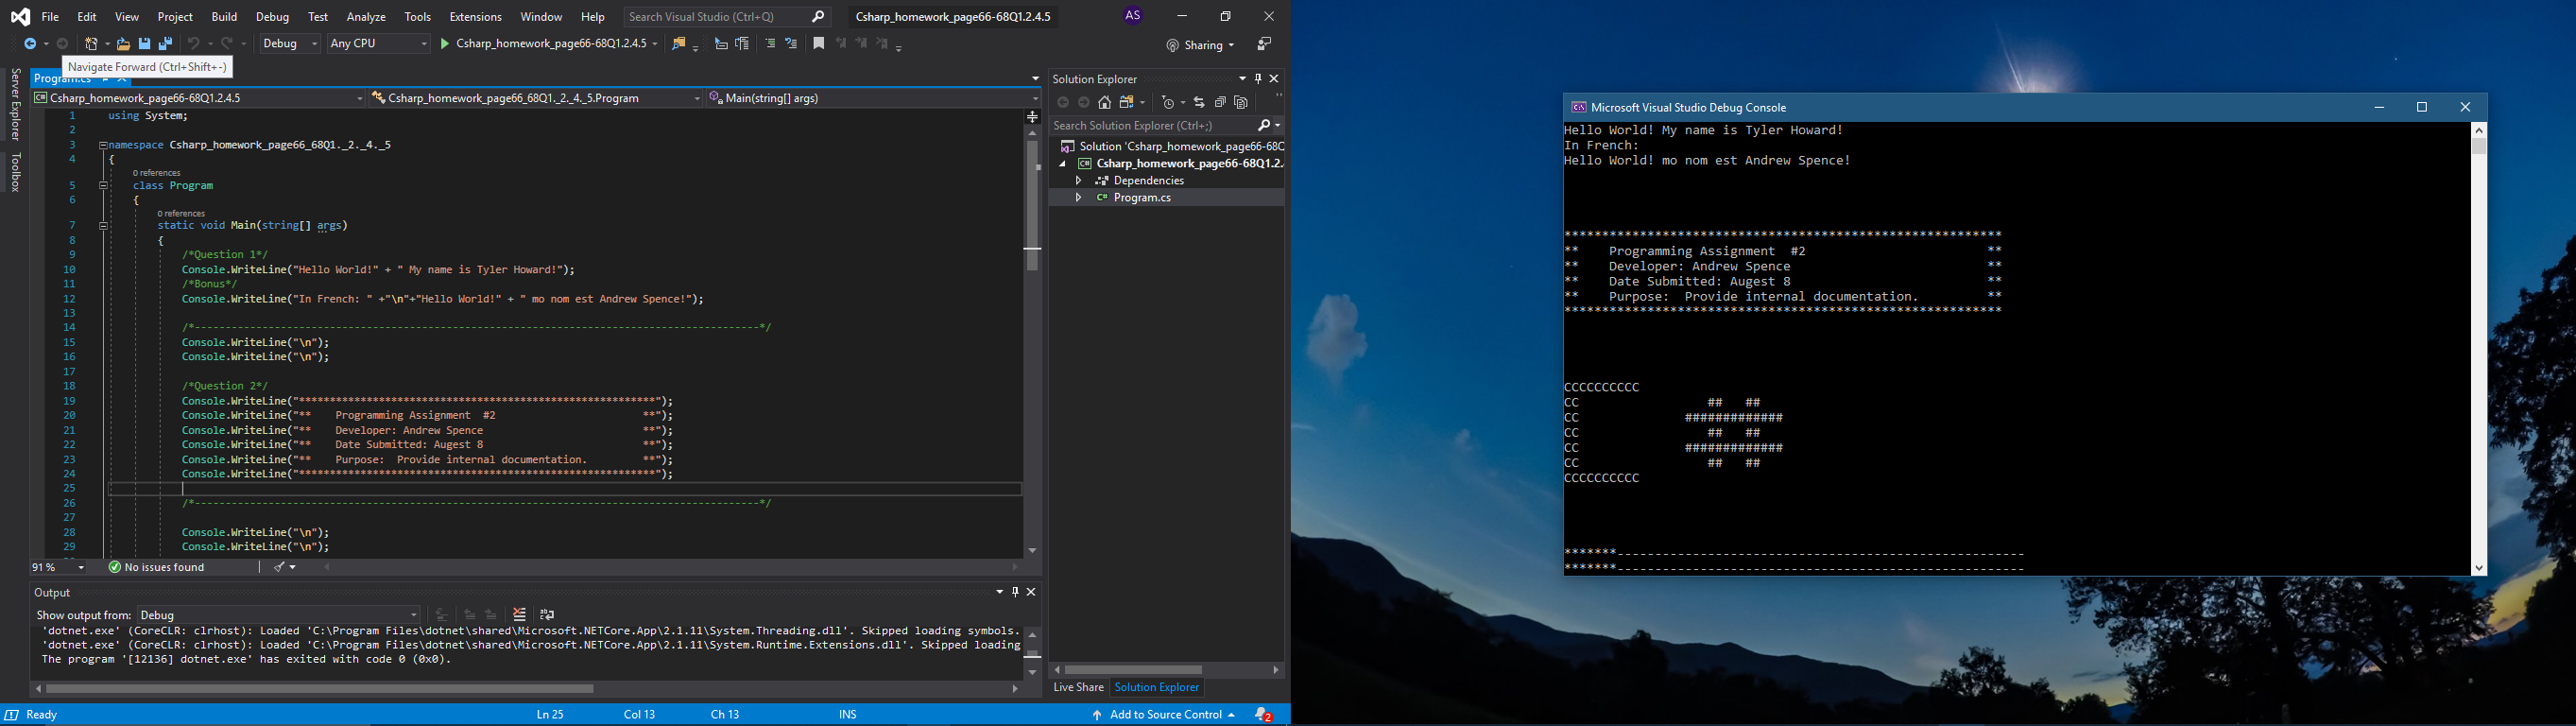 File Edit View Project Build Debug Test Analyze Tools Extensions Window Help Search Visual Studio (Ctrl+Q) Csharp_homework_page66-68Q1.2.4.5 AS
Debug Any CPU Csharp_homework_page66-68Q1.2.4.5 Sharing
Navigate Forward (Ctrl+Shift+-)
Server Explorer
Toolbox
Program.cs
Csharp_homework_page66-68Q1.2.4.5 Csharp_homework_page66_68Q1._2._4._5.Program Main(string[] args)
1 using System;
2
3 namespace Csharp_homework_page66_68Q1._2._4._5
4 {
0 references
5 class Program
6 {
0 references
7 static void Main(string[] args)
8 {
9 /*Question 1*/
10 Console.WriteLine("Hello World!" + " My name is Tyler Howard!");
11 /*Bonus*/
12 Console.WriteLine("In French: " +"\n"+"Hello World!" + " mo nom est Andrew Spence!");
13
14 /*--------------------------------------------------------------------------------------------*/
15 Console.WriteLine("\n");
16 Console.WriteLine("\n");
17
18 /*Question 2*/
19 Console.WriteLine("**********************************************************");
20 Console.WriteLine("**    Programming Assignment  #2                        **");
21 Console.WriteLine("**    Developer: Andrew Spence                          **");
22 Console.WriteLine("**    Date Submitted: Augest 8                          **");
23 Console.WriteLine("**    Purpose:  Provide internal documentation.         **");
24 Console.WriteLine("**********************************************************");
25
26 /*--------------------------------------------------------------------------------------------*/
27
28 Console.WriteLine("\n");
29 Console.WriteLine("\n");
91 % No issues found
Output
Show output from: Debug
'dotnet.exe' (CoreCLR: clrhost): Loaded 'C:\Program Files\dotnet\shared\Microsoft.NETCore.App\2.1.11\System.Threading.dll'. Skipped loading symbols.
'dotnet.exe' (CoreCLR: clrhost): Loaded 'C:\Program Files\dotnet\shared\Microsoft.NETCore.App\2.1.11\System.Runtime.Extensions.dll'. Skipped loading
The program '[12136] dotnet.exe' has exited with code 0 (0x0).
Solution Explorer
Search Solution Explorer (Ctrl+;)
Solution 'Csharp_homework_page66-68Q
Csharp_homework_page66-68Q1.2.
Dependencies
C# Program.cs
Live Share Solution Explorer
Ready Ln 25 Col 13 Ch 13 INS Add to Source Control 2
Microsoft Visual Studio Debug Console
Hello World! My name is Tyler Howard!
In French:
Hello World! mo nom est Andrew Spence!
**********************************************************
**    Programming Assignment  #2                        **
**    Developer: Andrew Spence                          **
**    Date Submitted: Augest 8                          **
**    Purpose:  Provide internal documentation.         **
**********************************************************
CCCCCCCCCC
CC                 ##   ##
CC              #############
CC                 ##   ##
CC              #############
CC                 ##   ##
CCCCCCCCCC
*******------------------------------------------------------
*******------------------------------------------------------